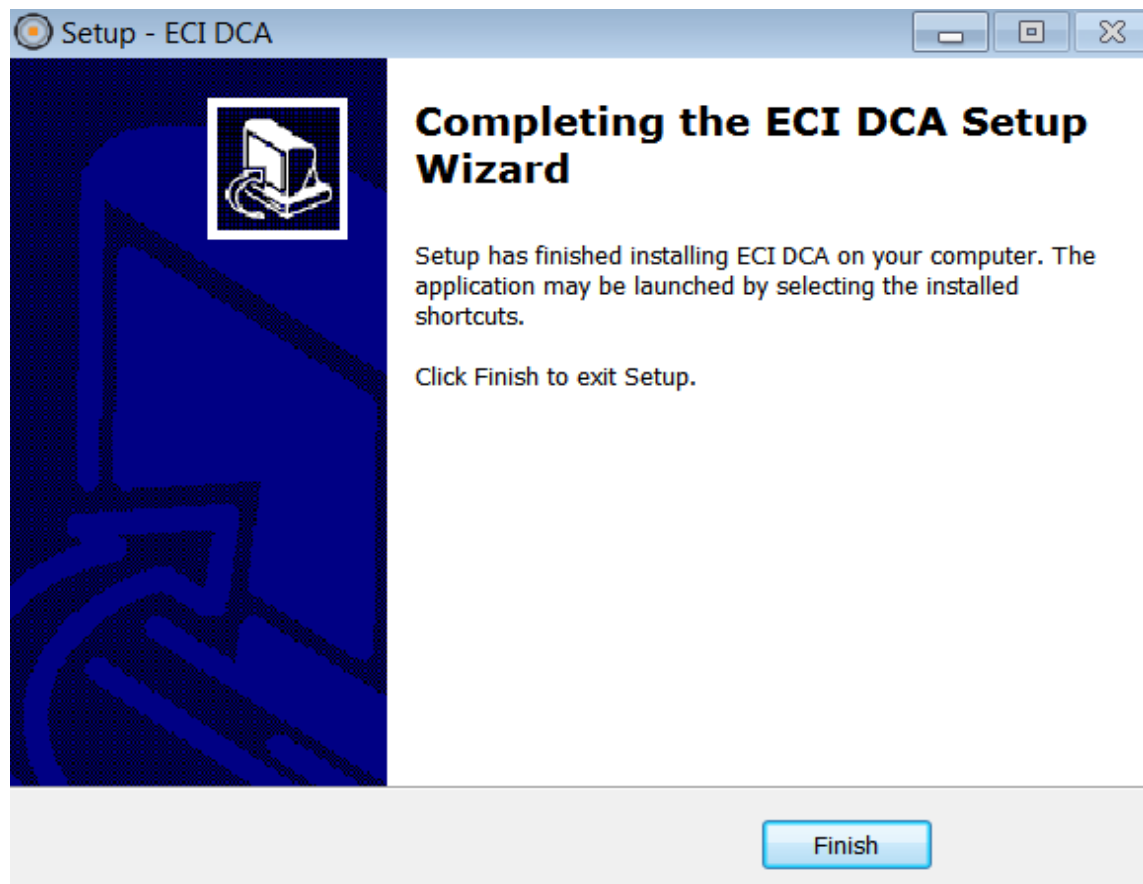 Setup - ECI DCA
Completing the ECI DCA Setup
Wizard
Setup has finished installing ECI DCA on your computer. The
application may be launched by selecting the installed
shortcuts.
Click Finish to exit Setup.
Finish